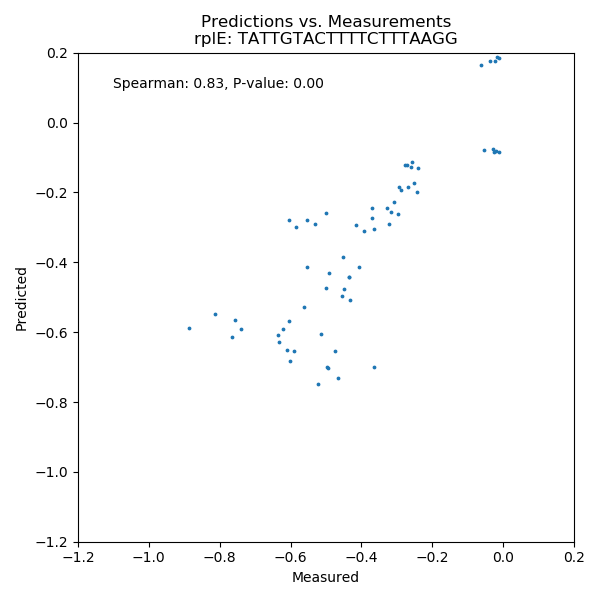 Predictions vs. Measurements
rplE: TATTGTACTTTTCTTTAAGG
Spearman: 0.83, P-value: 0.00
0.2
0.0
−0.2
−0.4
−0.6
−0.8
−1.0
−1.2
Predicted
−1.2 −1.0 −0.8 −0.6 −0.4 −0.2 0.0 0.2
Measured